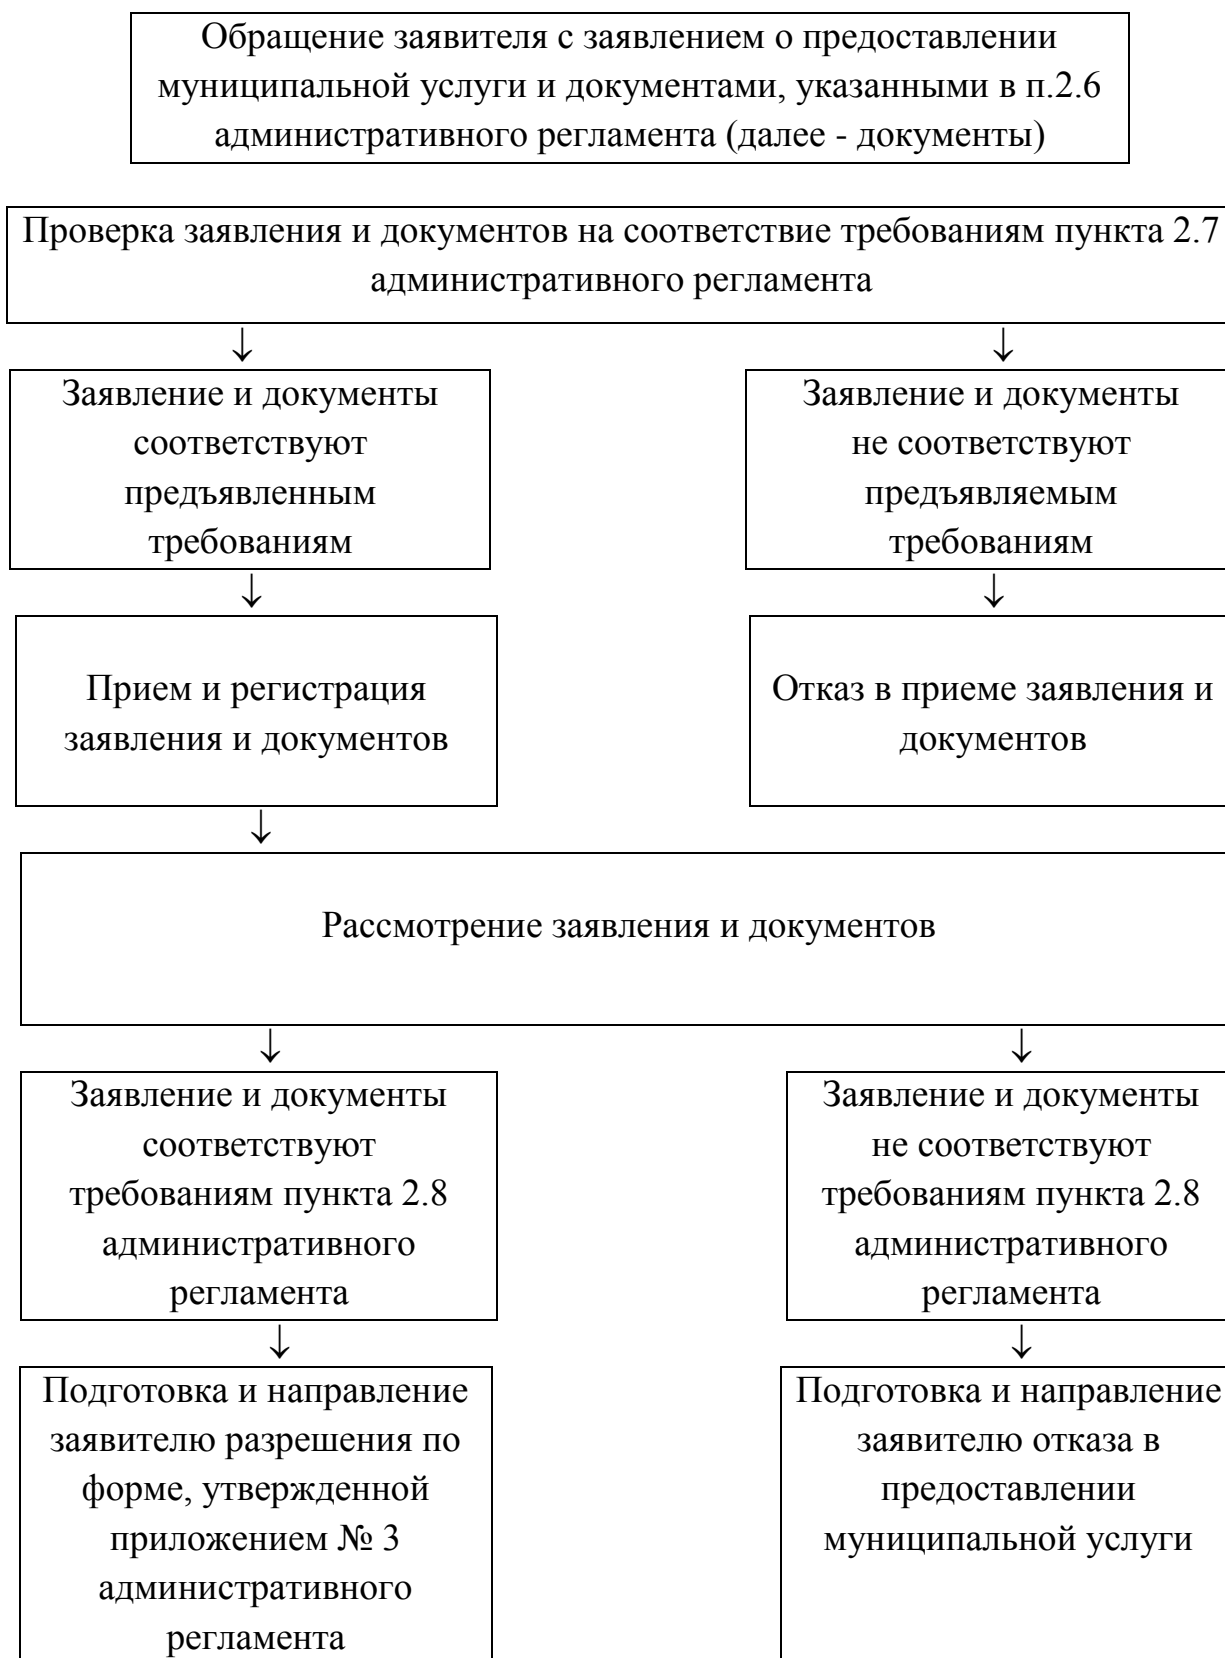 Обращение заявителя с заявлением о предоставлении
муниципальной услуги и документами, указанными в п.2.6
административного регламента (далее - документы)
Проверка заявления и документов на соответствие требованиям пункта 2.7
административного регламента
Заявление и документы
соответствуют
предъявленным
требованиям
Заявление и документы
не соответствуют
предъявляемым
требованиям
Прием и регистрация
заявления и документов
Отказ в приеме заявления и
документов
Рассмотрение заявления и документов
Заявление и документы
соответствуют
требованиям пункта 2.8
административного
регламента
Заявление и документы
не соответствуют
требованиям пункта 2.8
административного
регламента
Подготовка и направление
заявителю разрешения по
форме, утвержденной
приложением № 3
административного
регламента
Подготовка и направление
заявителю отказа в
предоставлении
муниципальной услуги